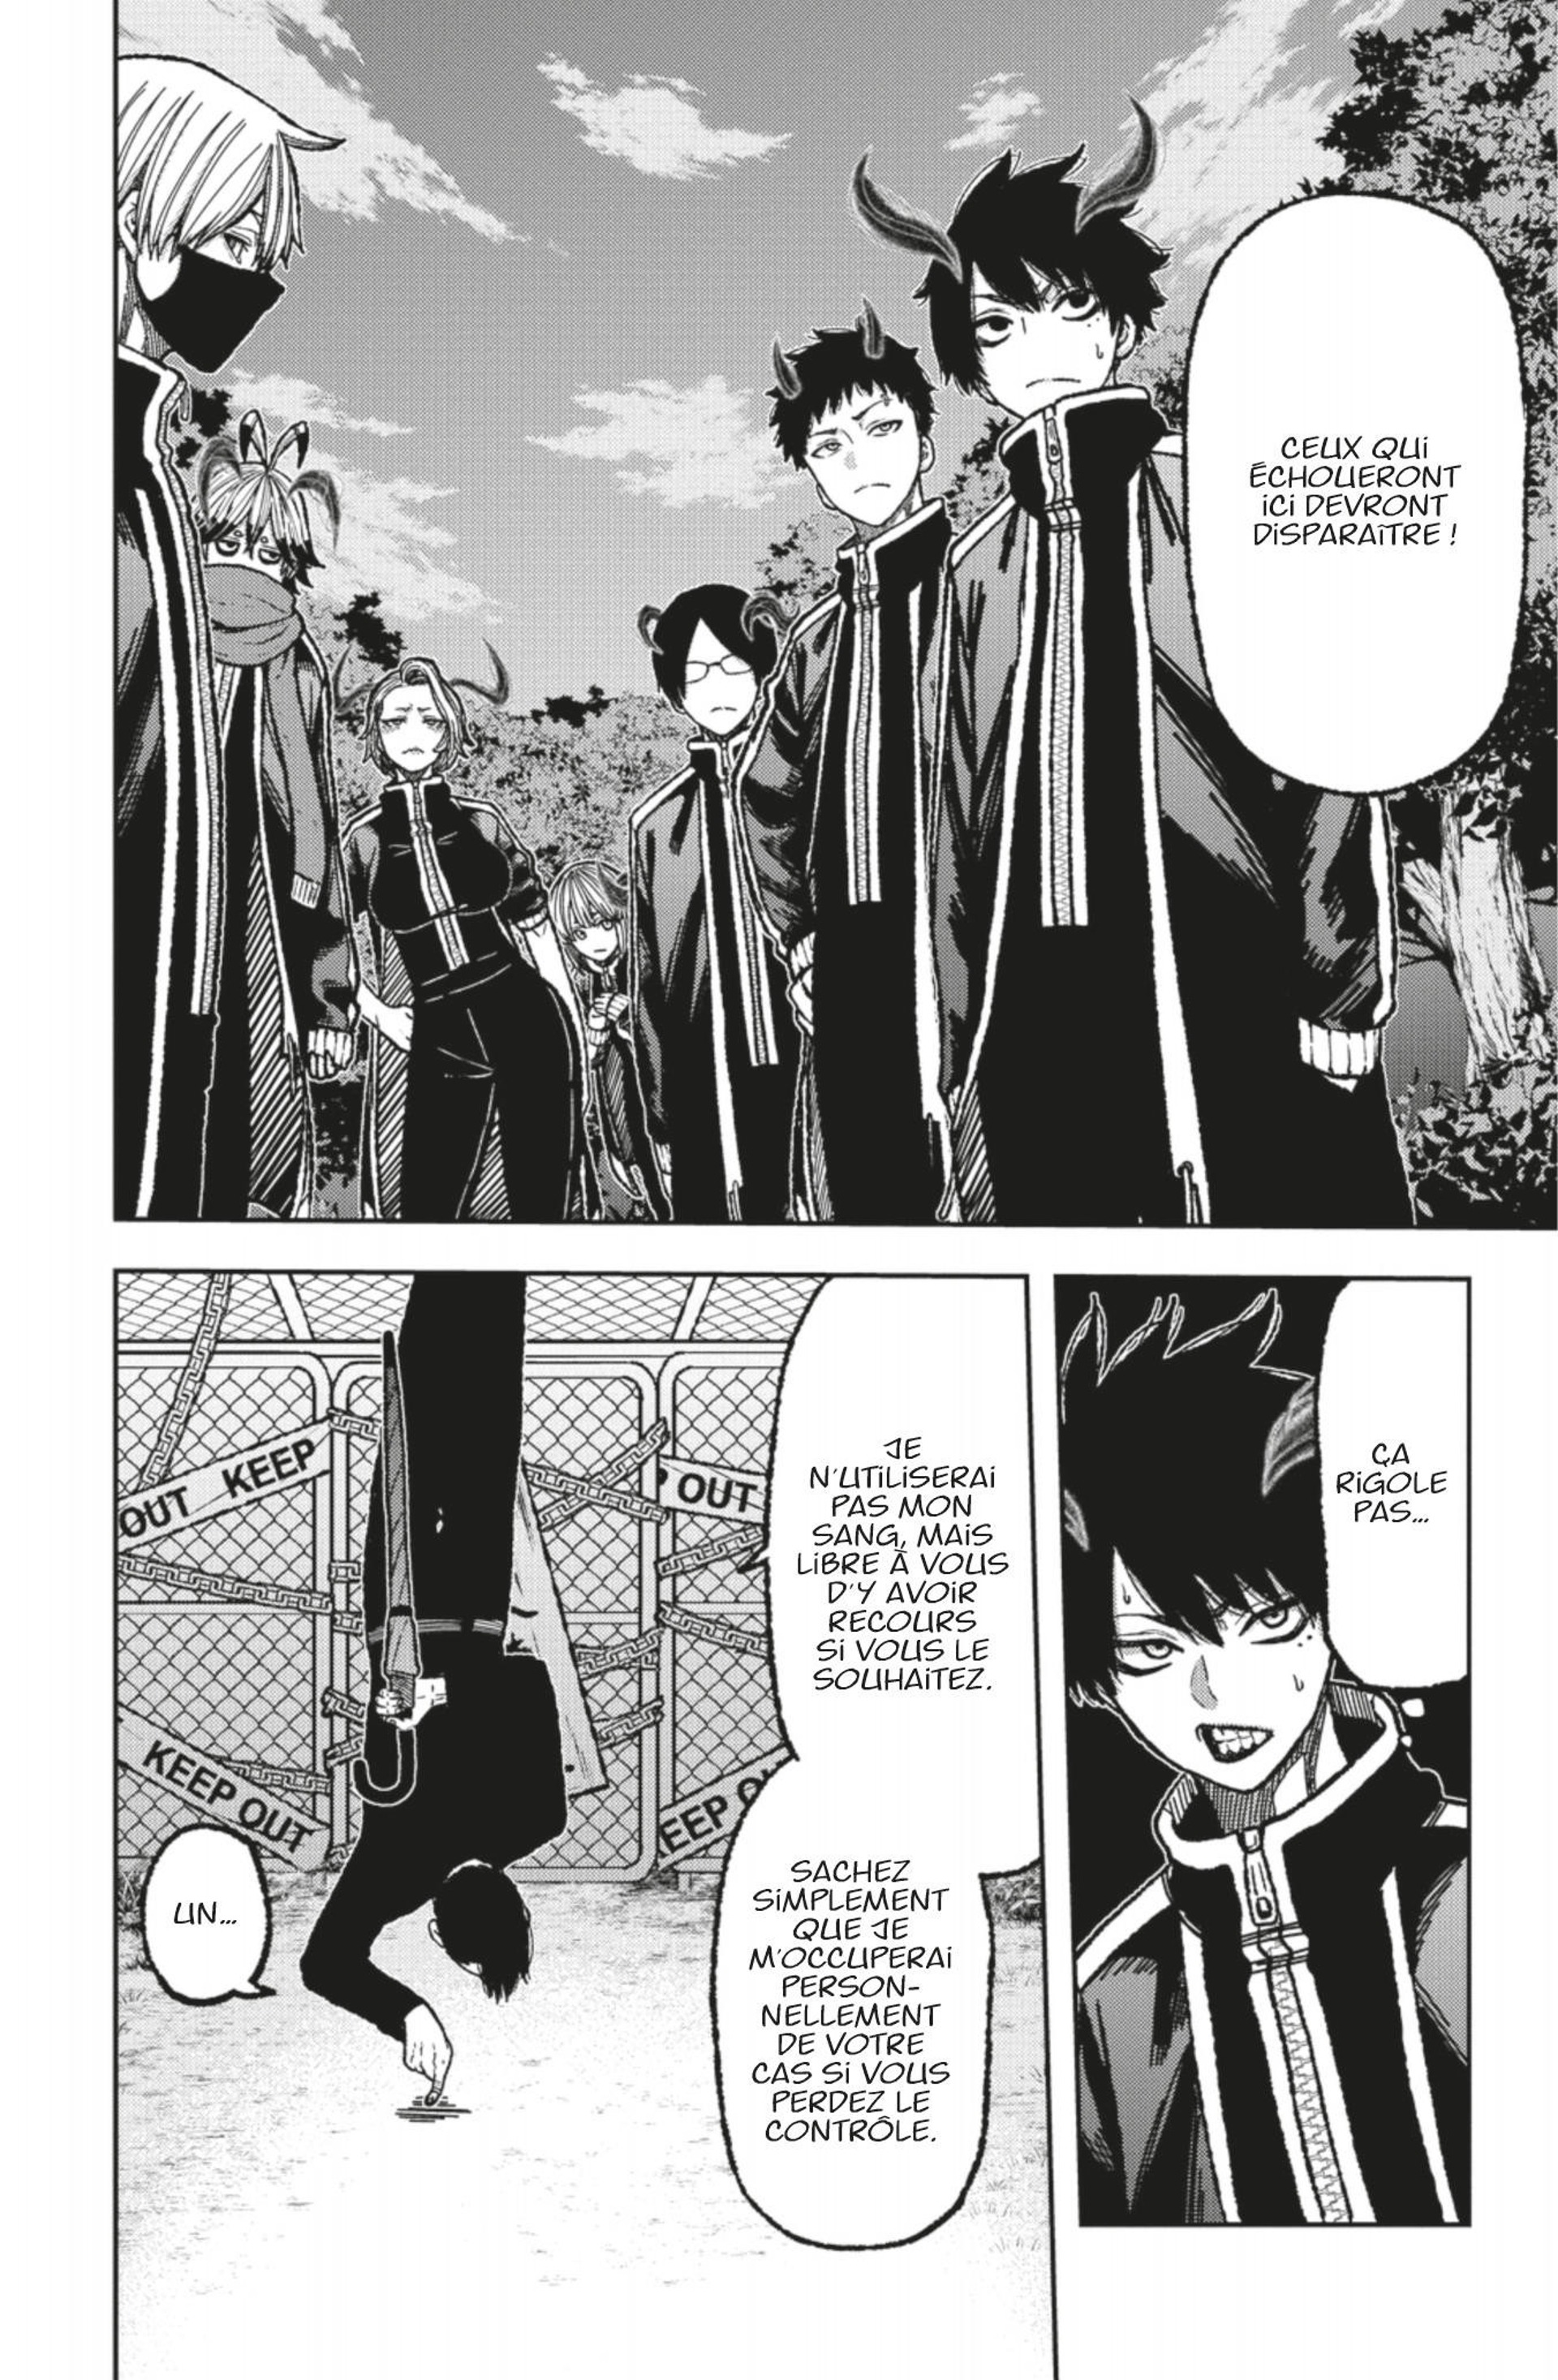 CEUX QUI
ÉCHOUERONT
ICI DEVRONT
DISPARAÎTRE !
ÇA
RIGOLE
PAS...
JE
N'UTILISERAI
PAS MON
SANG, MAIS
LIBRE À VOUS
D'Y AVOIR
RECOURS
SI VOUS LE
SOUHAITEZ.
SACHEZ
SIMPLEMENT
QUE JE
M'OCCUPERAI
PERSON-
NELLEMENT
DE VOTRE
CAS SI VOUS
PERDEZ LE
CONTRÔLE.
OUT KEEP
P OUT
KEEP OUT
EEP OU
UN...